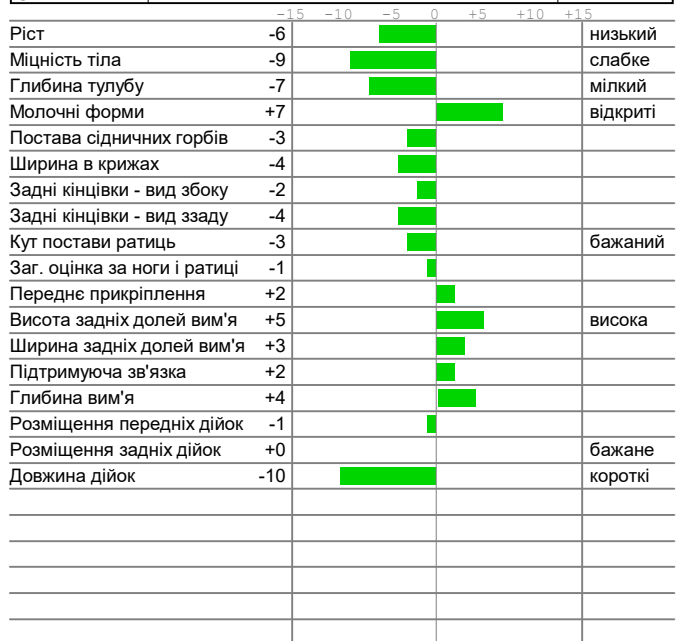 -15 -10 -5 0 +5 +10 +15
Ріст -6 низький
Міцність тіла -9 слабке
Глибина тулубу -7 мілкий
Молочні форми +7 відкриті
Постава сідничних горбів -3
Ширина в крижах -4
Задні кінцівки - вид збоку -2
Задні кінцівки - вид ззаду -4
Кут постави ратиць -3 бажаний
Заг. оцінка за ноги і ратиці -1
Переднє прикріплення +2
Висота задніх долей вим'я +5 висока
Ширина задніх долей вим'я +3
Підтримуюча зв'язка +2
Глибина вим'я +4
Розміщення передніх дійок -1
Розміщення задніх дійок +0 бажане
Довжина дійок -10 короткі